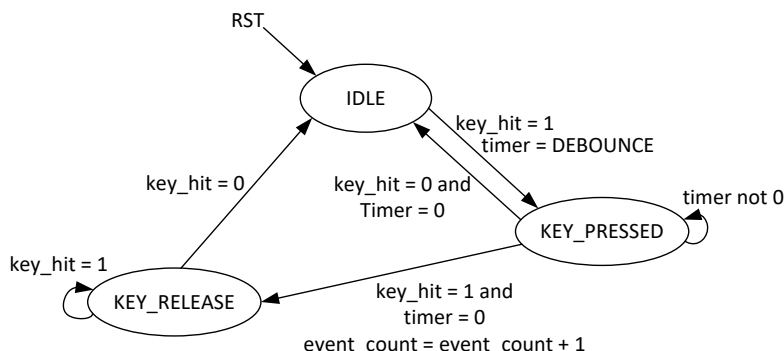 RST
IDLE
key_hit = 1
timer = DEBOUNCE
key_hit = 0
key_hit = 0 and
Timer = 0
timer not 0
KEY_PRESSED
key_hit = 1
KEY_RELEASE
key_hit = 1 and
timer = 0
event_count = event_count + 1